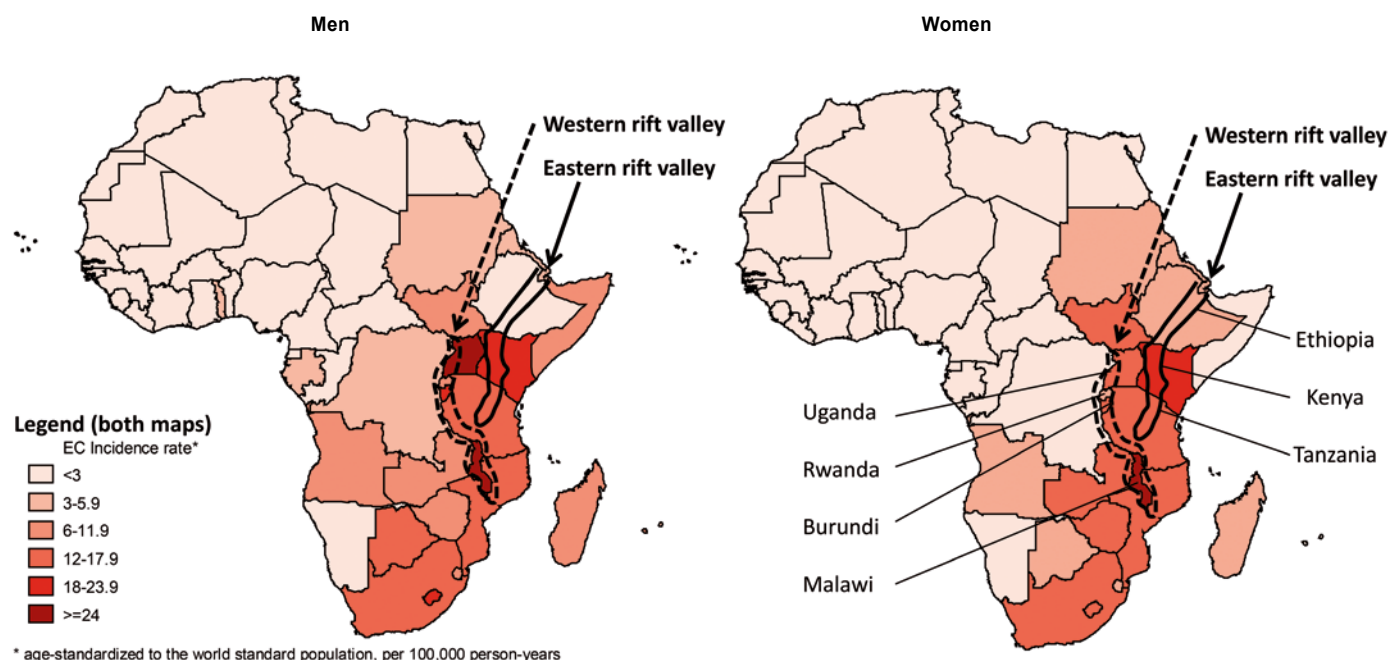 Men
Women
Western rift valley
Eastern rift valley
Western rift valley
Eastern rift valley
Ethiopia
Kenya
Tanzania
Uganda
Rwanda
Burundi
Malawi
Legend (both maps)
EC Incidence rate*
<3
3-5.9
6-11.9
12-17.9
18-23.9
>=24
* age-standardized to the world standard population, per 100,000 person-years